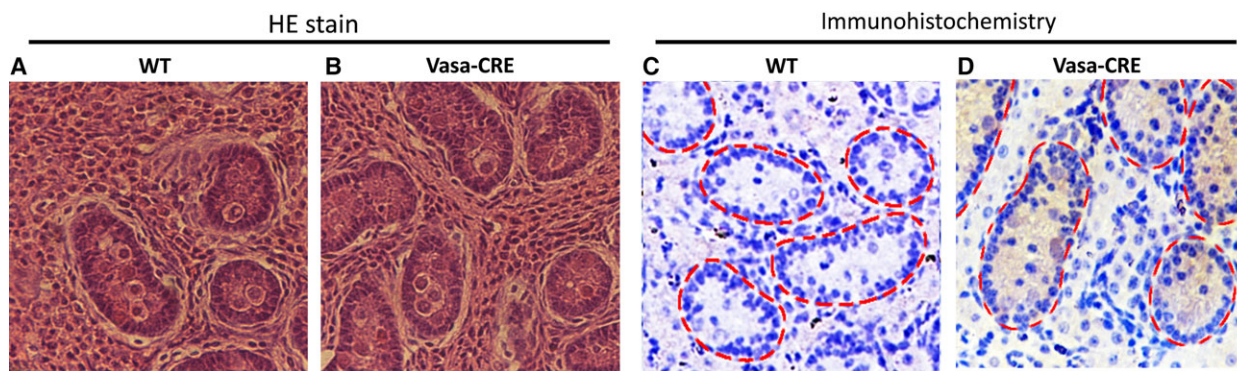 HE stain
Immunohistochemistry
A WT
B Vasa-CRE
C WT
D Vasa-CRE